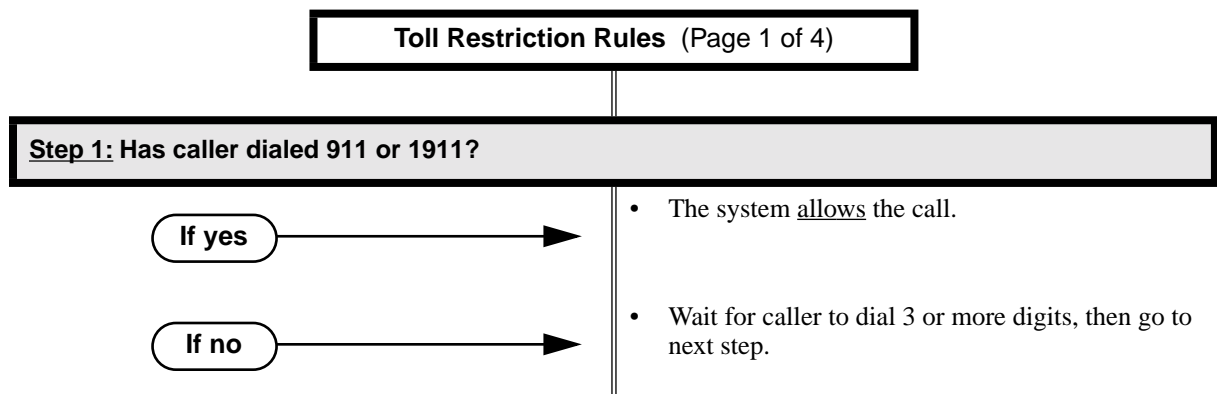 Toll Restriction Rules (Page 1 of 4)
Step 1: Has caller dialed 911 or 1911?
If yes
• The system allows the call.
If no
• Wait for caller to dial 3 or more digits, then go to
next step.